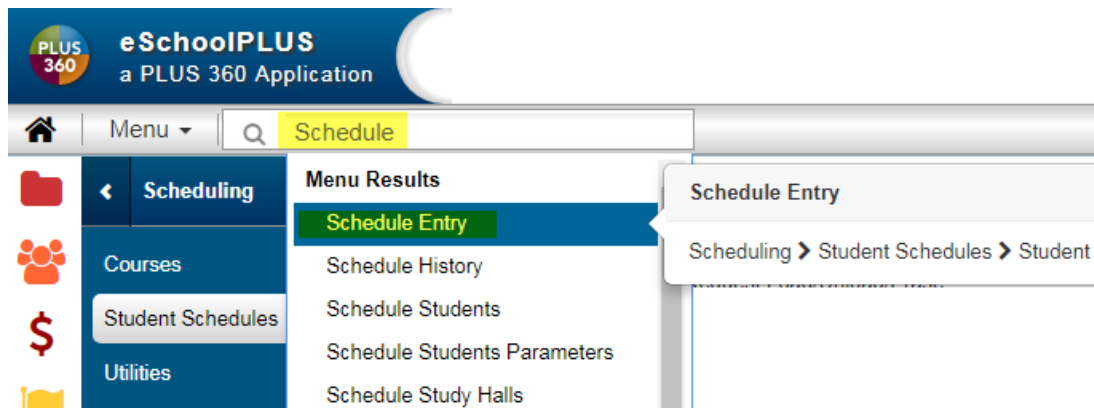 PLUS
360
eSchoolPLUS
a PLUS 360 Application
Menu
Schedule
Scheduling
Courses
Student Schedules
Utilities
Menu Results
Schedule Entry
Schedule History
Schedule Students
Schedule Students Parameters
Schedule Study Halls
Schedule Entry
Scheduling > Student Schedules > Student